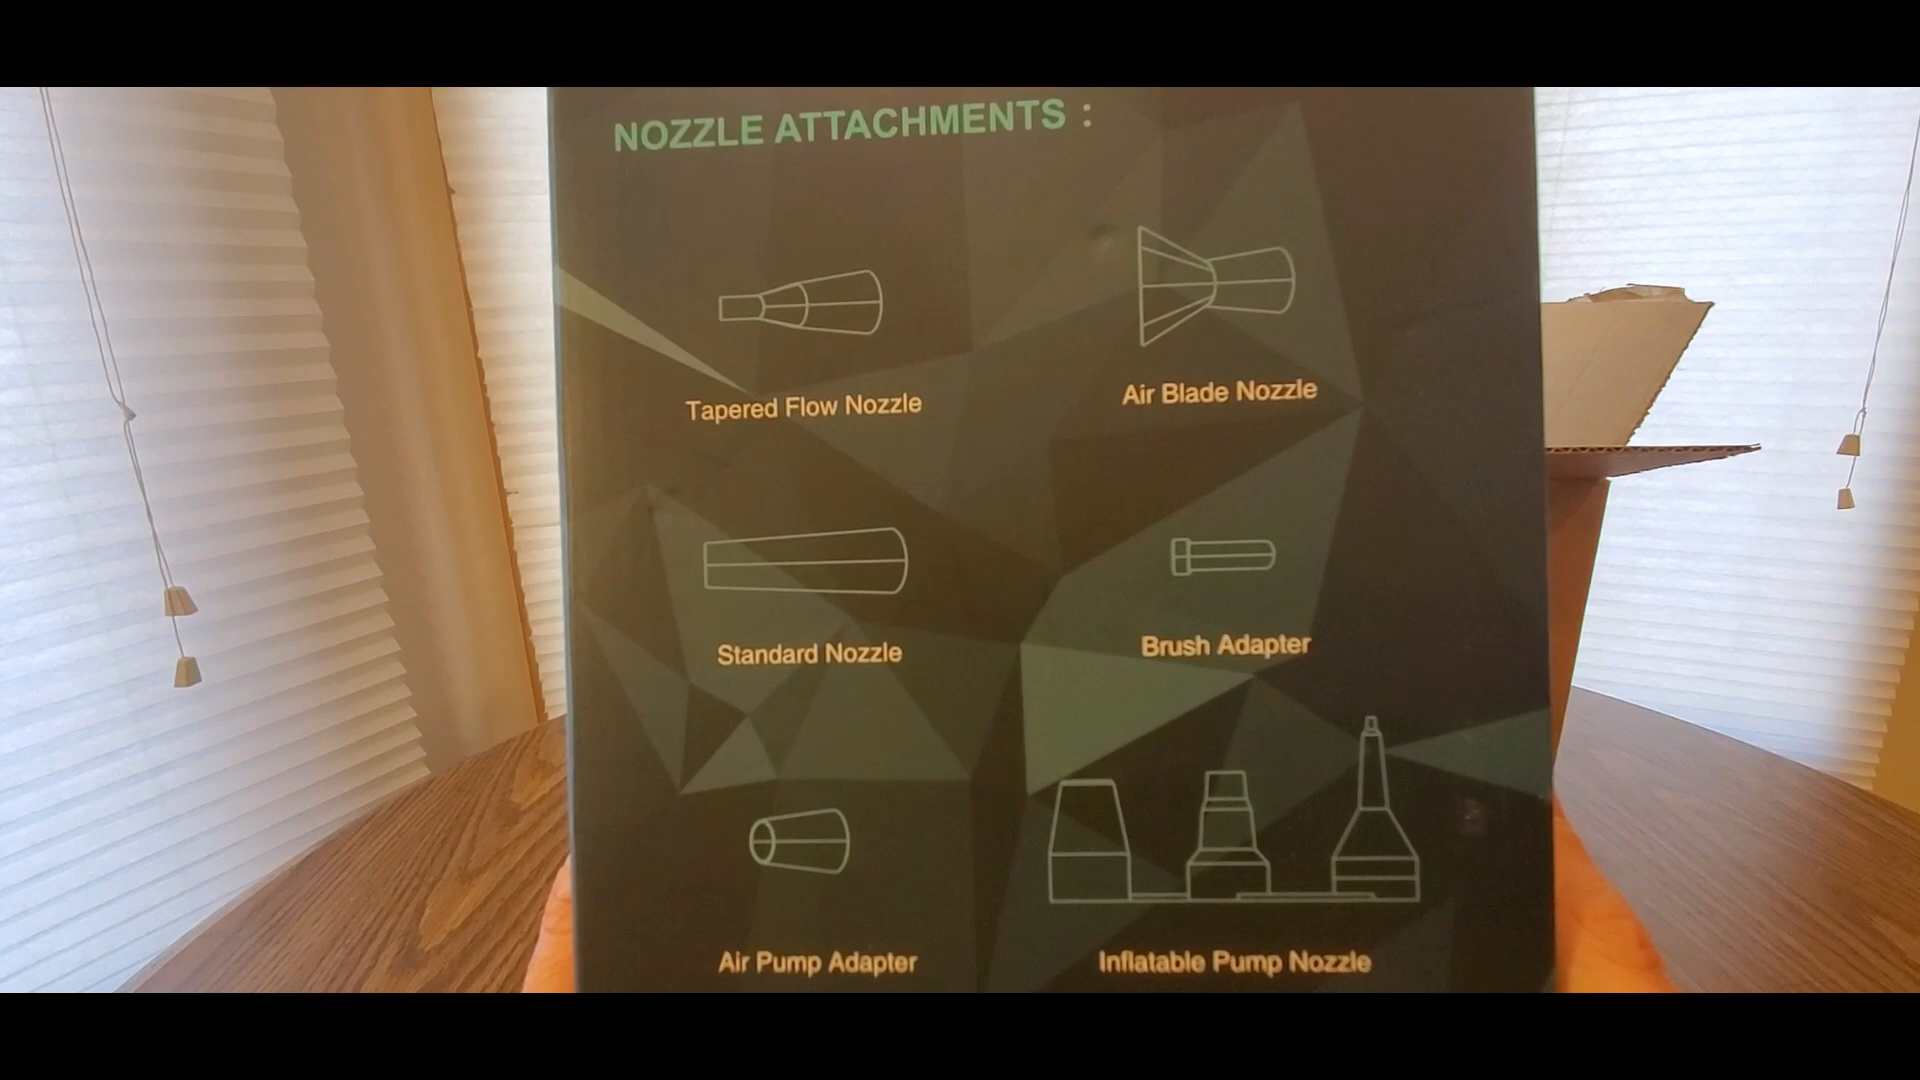 NOZZLE ATTACHMENTS :
Tapered Flow Nozzle
Air Blade Nozzle
Standard Nozzle
Brush Adapter
Air Pump Adapter
Inflatable Pump Nozzle